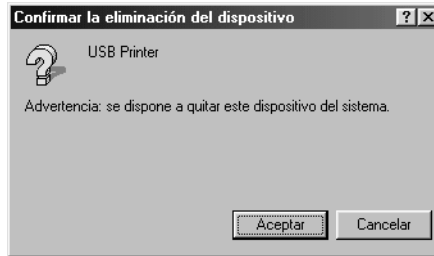 Confirmar la eliminación del dispositivo
USB Printer
Advertencia: se dispone a quitar este dispositivo del sistema.
Aceptar
Cancelar